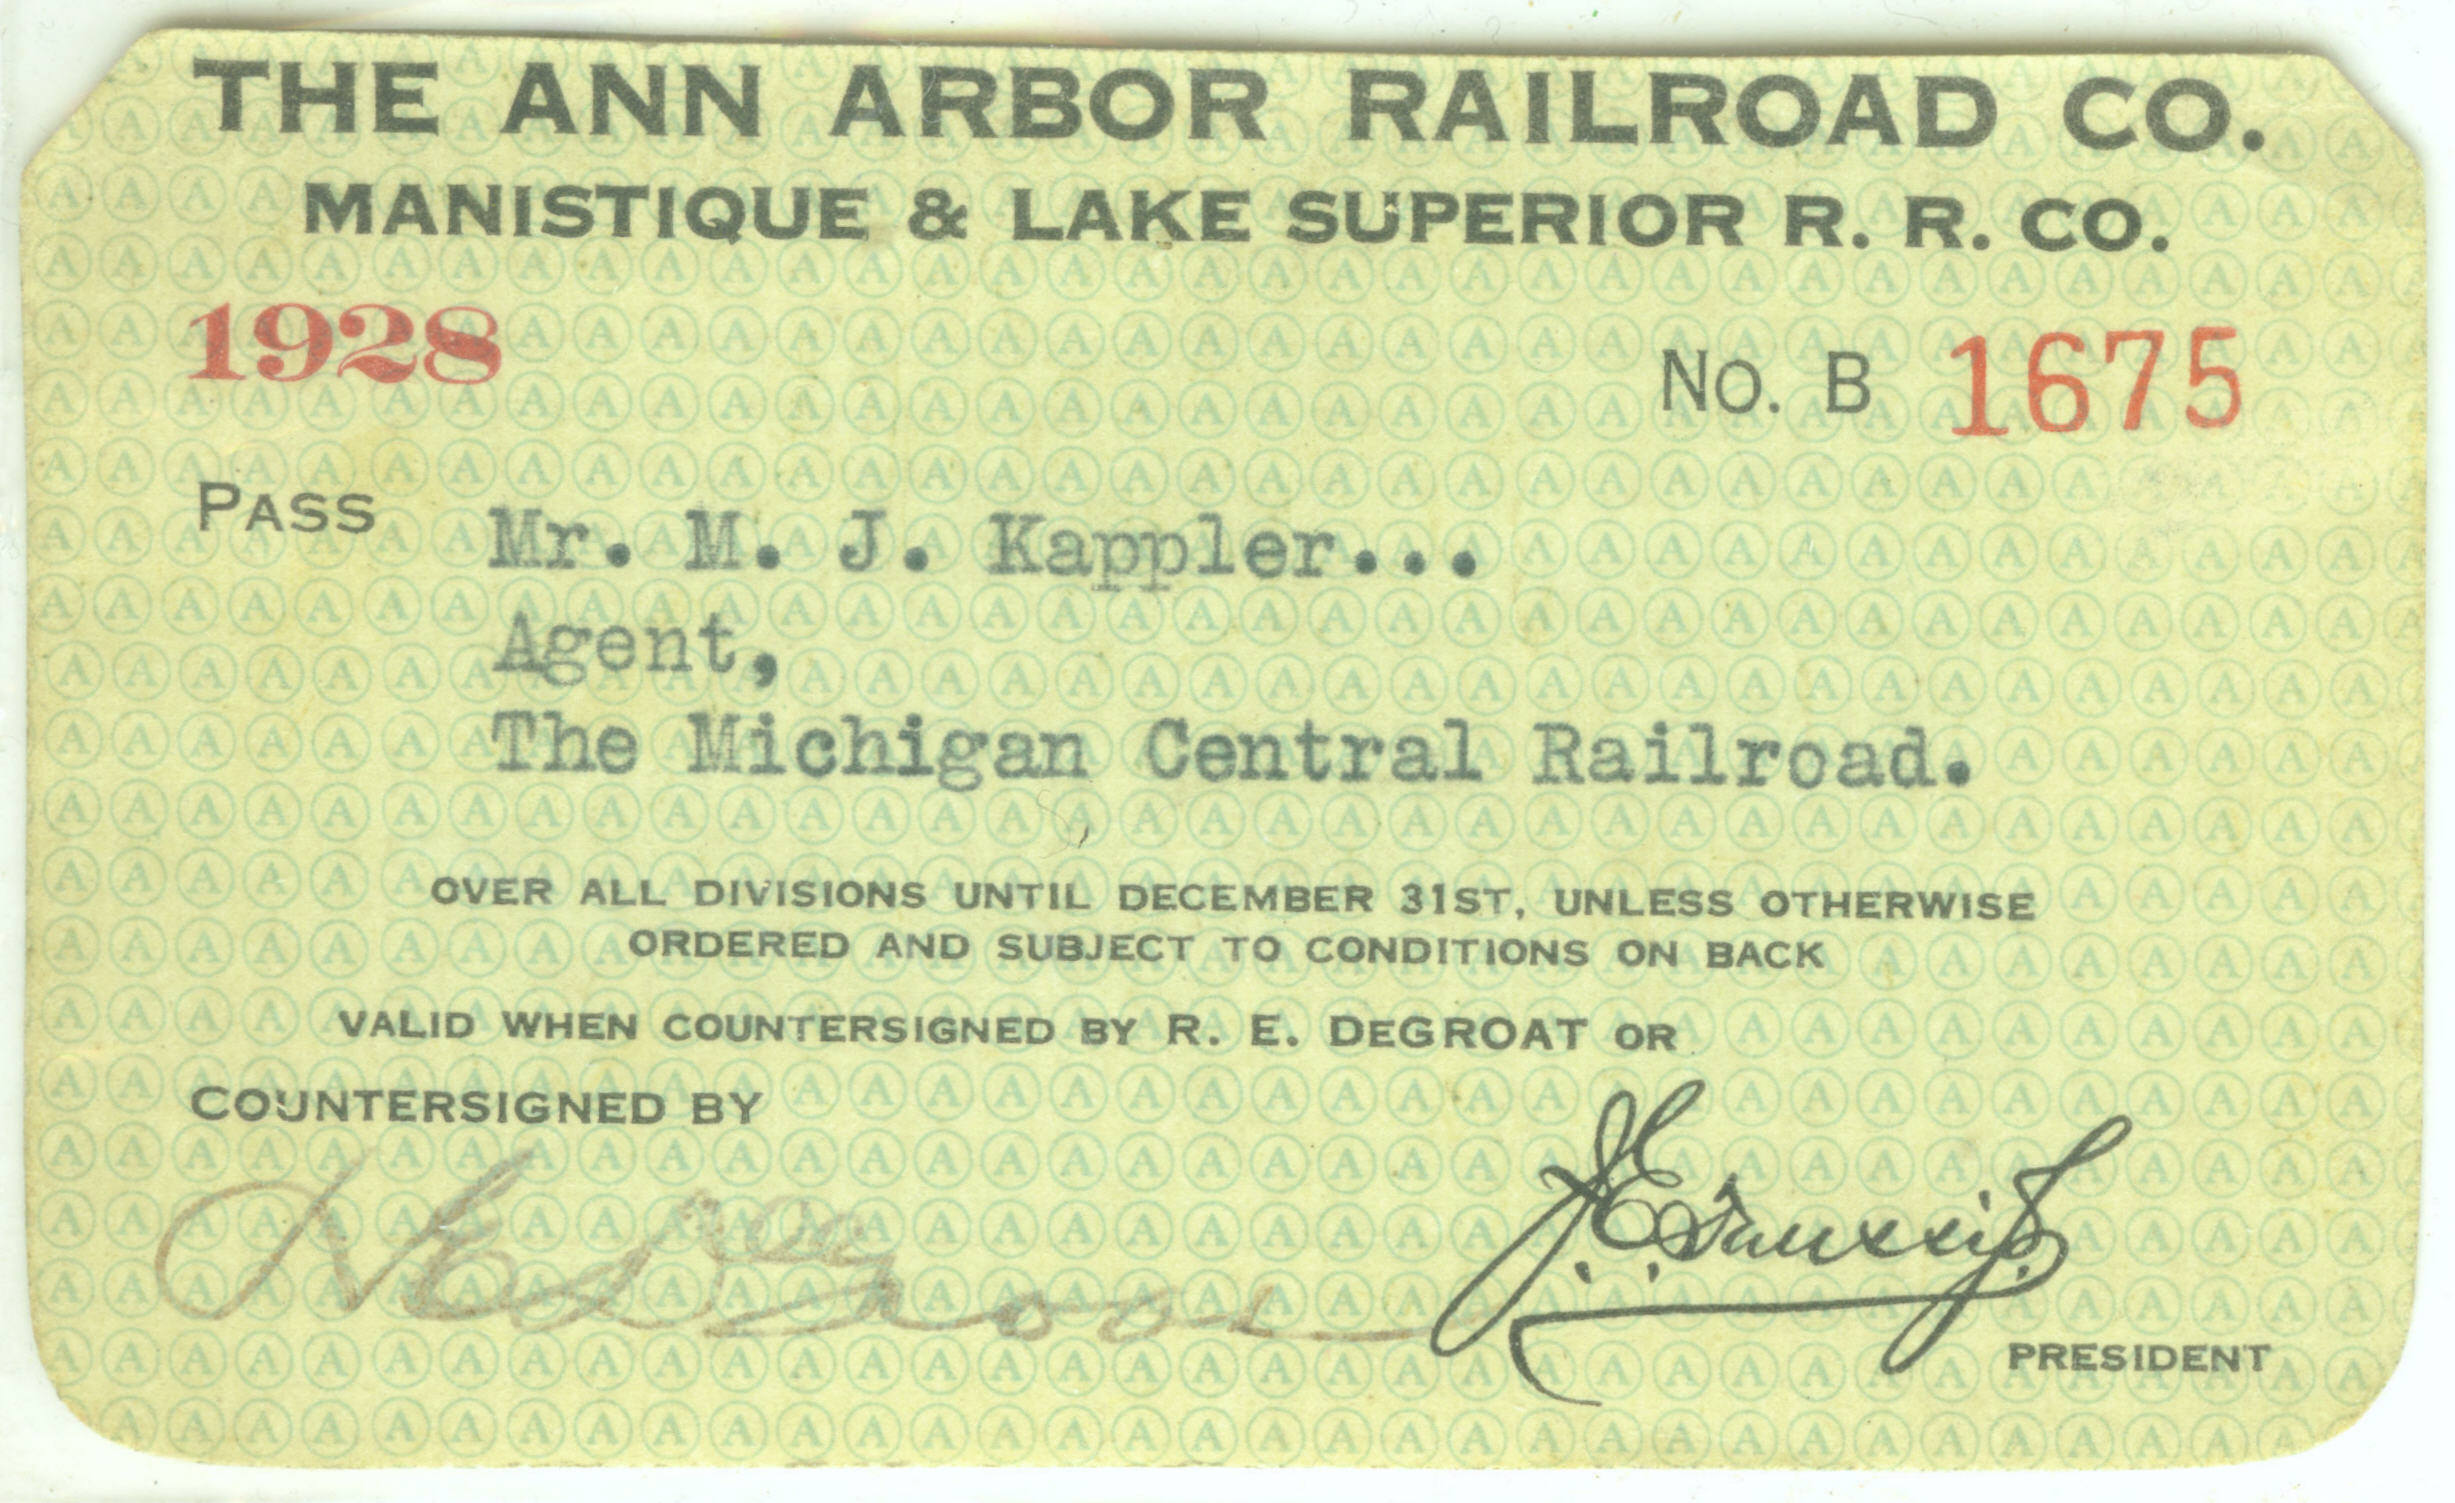 THE ANN ARBOR RAILROAD CO.
MANISTIQUE & LAKE SUPERIOR R. R. CO.
1928
No. B 1675
PASS Mr. M. J. Kappler...
Agent,
The Michigan Central Railroad.
OVER ALL DIVISIONS UNTIL DECEMBER 31ST, UNLESS OTHERWISE
ORDERED AND SUBJECT TO CONDITIONS ON BACK
VALID WHEN COUNTERSIGNED BY R. E. DEGROAT OR
COUNTERSIGNED BY
PRESIDENT